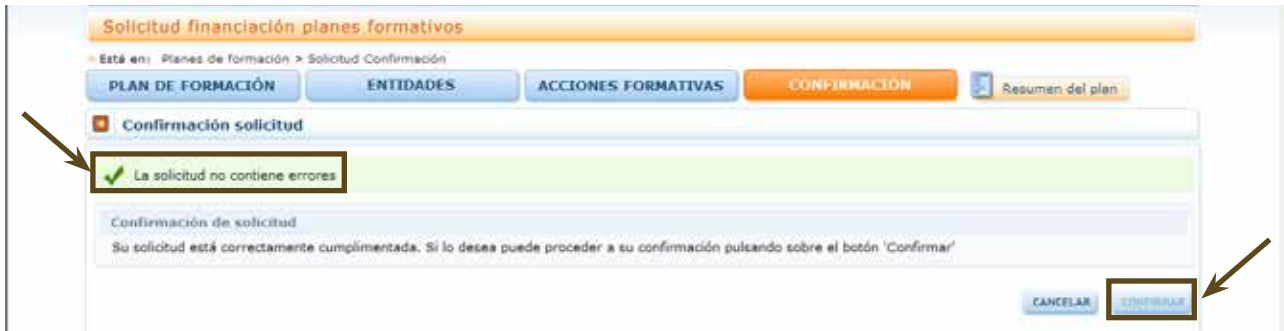 Solicitud financiación planes formativos
Está en: Planes de formación > Solicitud Confirmación
PLAN DE FORMACIÓN ENTIDADES ACCIONES FORMATIVAS CONFIRMACIÓN Resumen del plan
Confirmación solicitud
La solicitud no contiene errores
Confirmación de solicitud
Su solicitud está correctamente cumplimentada. Si lo desea puede proceder a su confirmación pulsando sobre el botón 'Confirmar'
CANCELAR CONFIRMAR